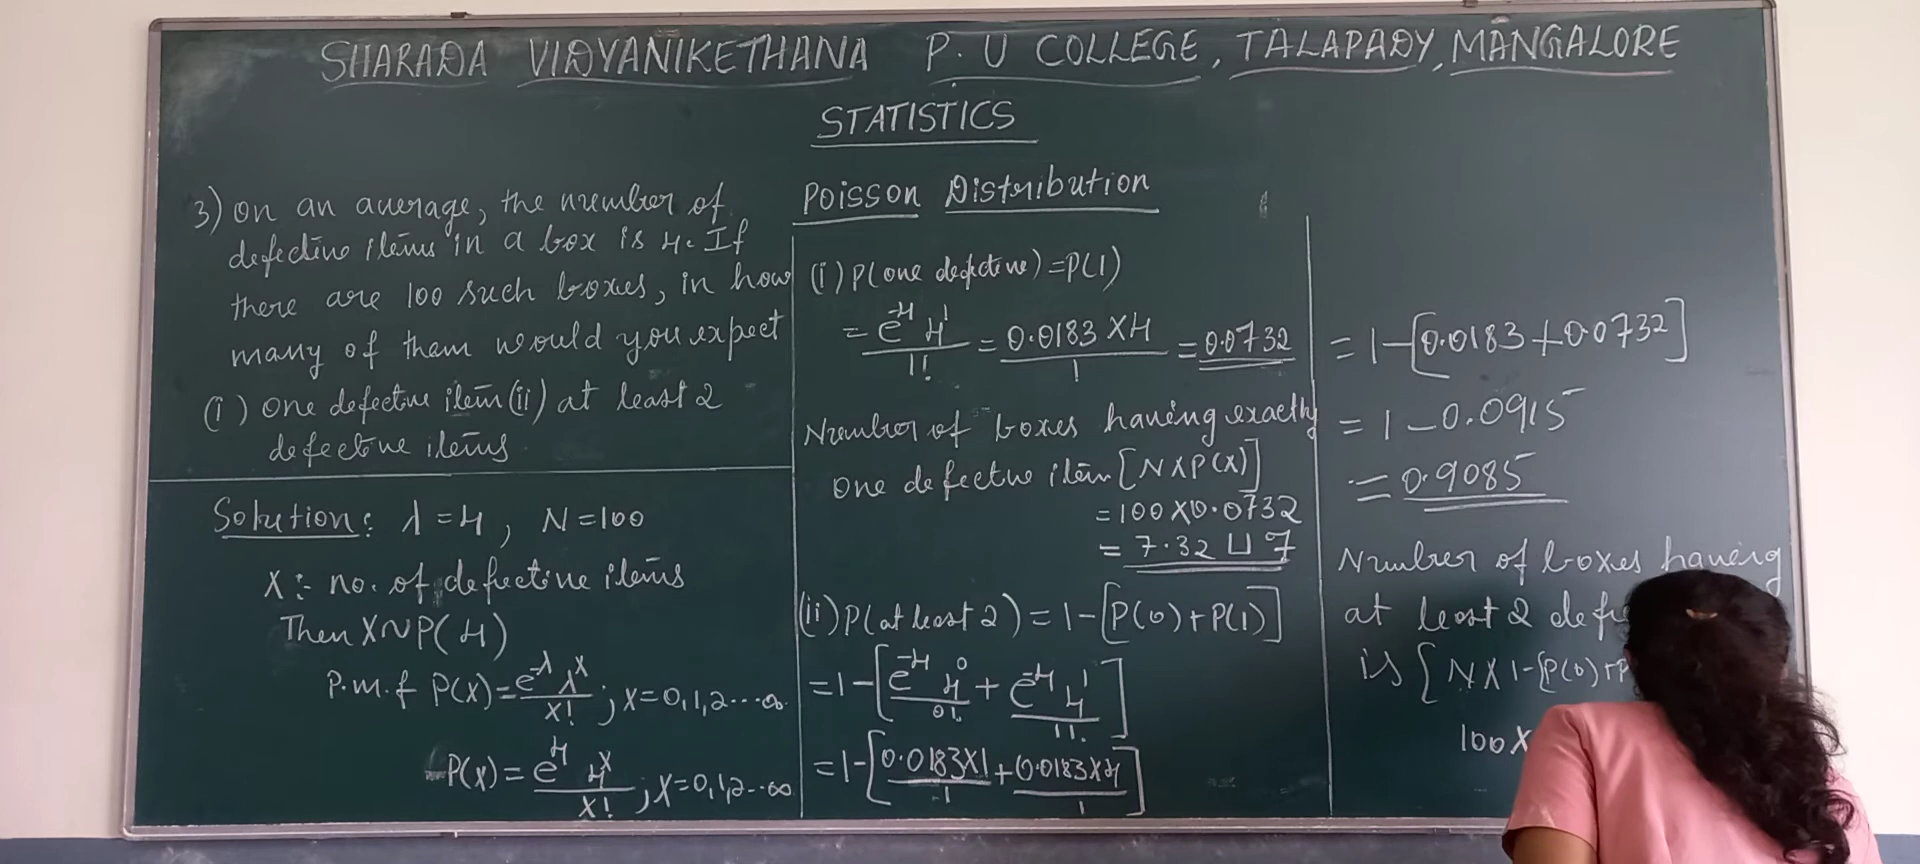 SHARADA VIDYANIKETHANA P.U COLLEGE, TALAPADY, MANGALORE
STATISTICS
Poisson Distribution
3) on an average, the number of
defective items in a box is 4. If
there are 100 such boxes, in how
many of them would you expect
(i) one defective item (ii) at least 2
defective items.
Solution: λ=4, N=100
X:- no. of defective items
Then X~P(4)
P.m.f P(x)=e^-λ λ^x/x! ; x=0,1,2...∞
P(x)=e^4 4^x/x! ; x=0,1,2--∞
(i) P(one defective)=P(1)
= e^-4 4^1/1! = 0.0183 X4/1 = 0.0732
Number of boxes having exactly
one defective item [N X P(x)]
=100 X 0.0732
= 7.32 ⊔ 7
(ii) P(at least 2) = 1-[P(0)+P(1)]
=1-[e^-4 4^0/0! + e^-4 4^1/1!]
=1-[0.0183X1/1 + 0.0183X4/1]
= 1-[0.0183+0.0732]
= 1-0.0915
= 0.9085
Number of boxes having
at least 2 defe
is [N X 1-[P(0)+P
100X